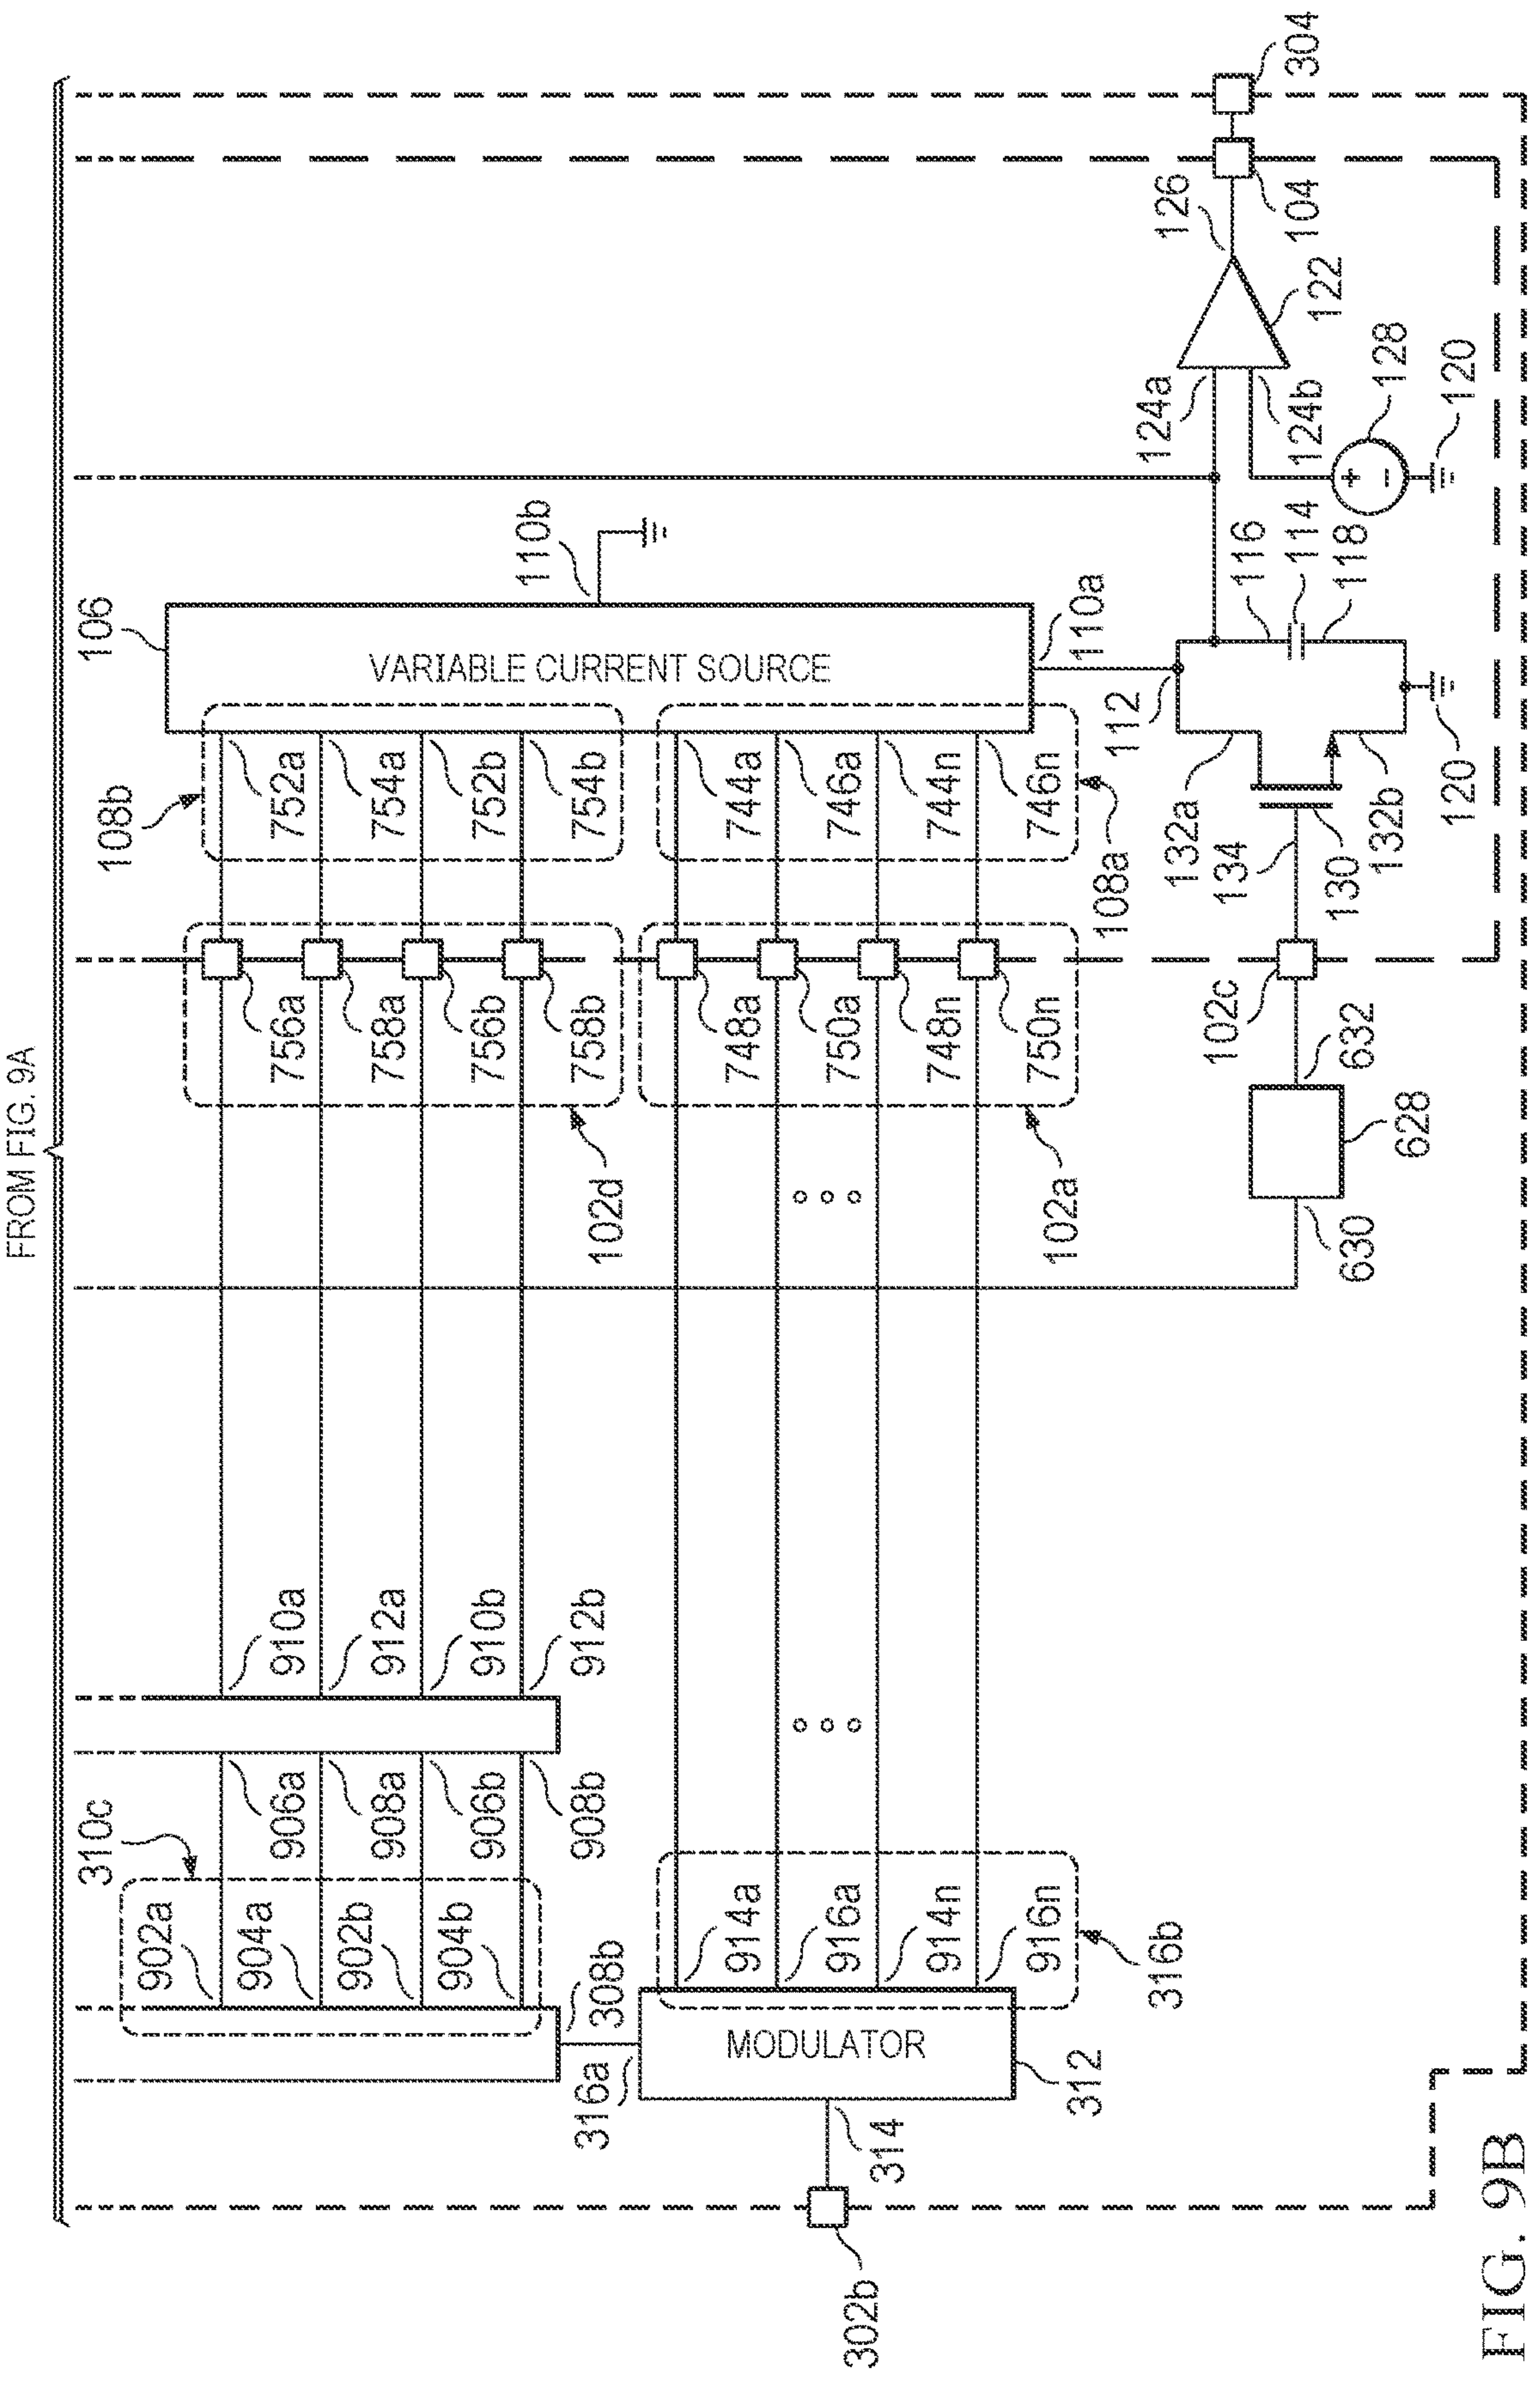 FROM FIG. 9A
304
104
126
122
124a
124b
128
120
110b
106
VARIABLE CURRENT SOURCE
110a
112
116
114
118
120
108b
752a
754a
752b
754b
744a
746a
744n
746n
108a
132a
134
130
132b
756a
758a
756b
758b
748a
750a
748n
750n
102c
632
628
630
102d
102a
910a
912a
910b
912b
906a
908a
906b
908b
310c
902a
904a
902b
904b
308b
316a
914a
916a
914n
916n
316b
MODULATOR
312
314
302b
+
−
FIG. 9B